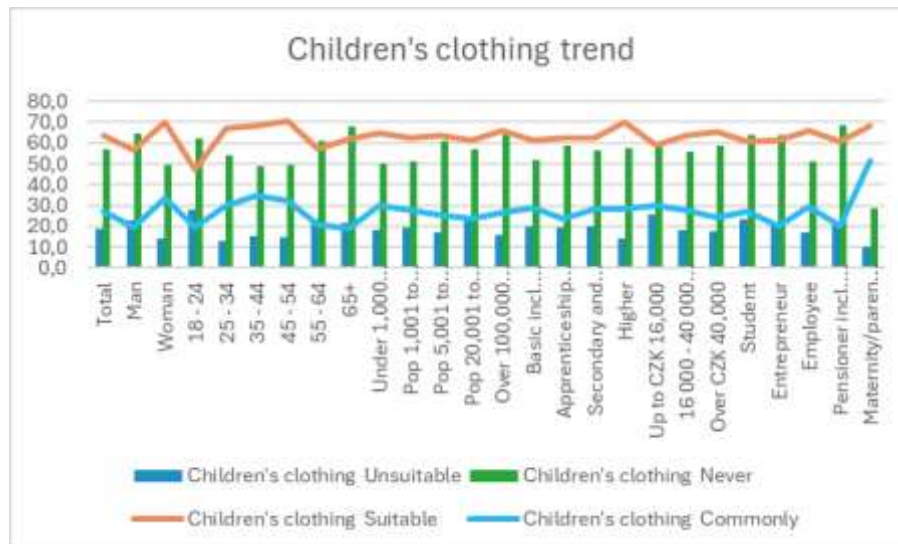 Children's clothing trend
80,0
70,0
60,0
50,0
40,0
30,0
20,0
10,0
0,0
Total
Man
Woman
18 - 24
25 - 34
35 - 44
45 - 54
55 - 64
65+
Under 1,000...
Pop 1,001 to...
Pop 5,001 to...
Pop 20,001 to...
Over 100,000...
Basic incl...
Apprenticeship...
Secondary and...
Higher
Up to CZK 16,000
16 000 - 40 000...
Over CZK 40,000
Student
Entrepreneur
Employee
Pensioner incl...
Maternity/paren...
Children's clothing Unsuitable
Children's clothing Never
Children's clothing Suitable
Children's clothing Commonly